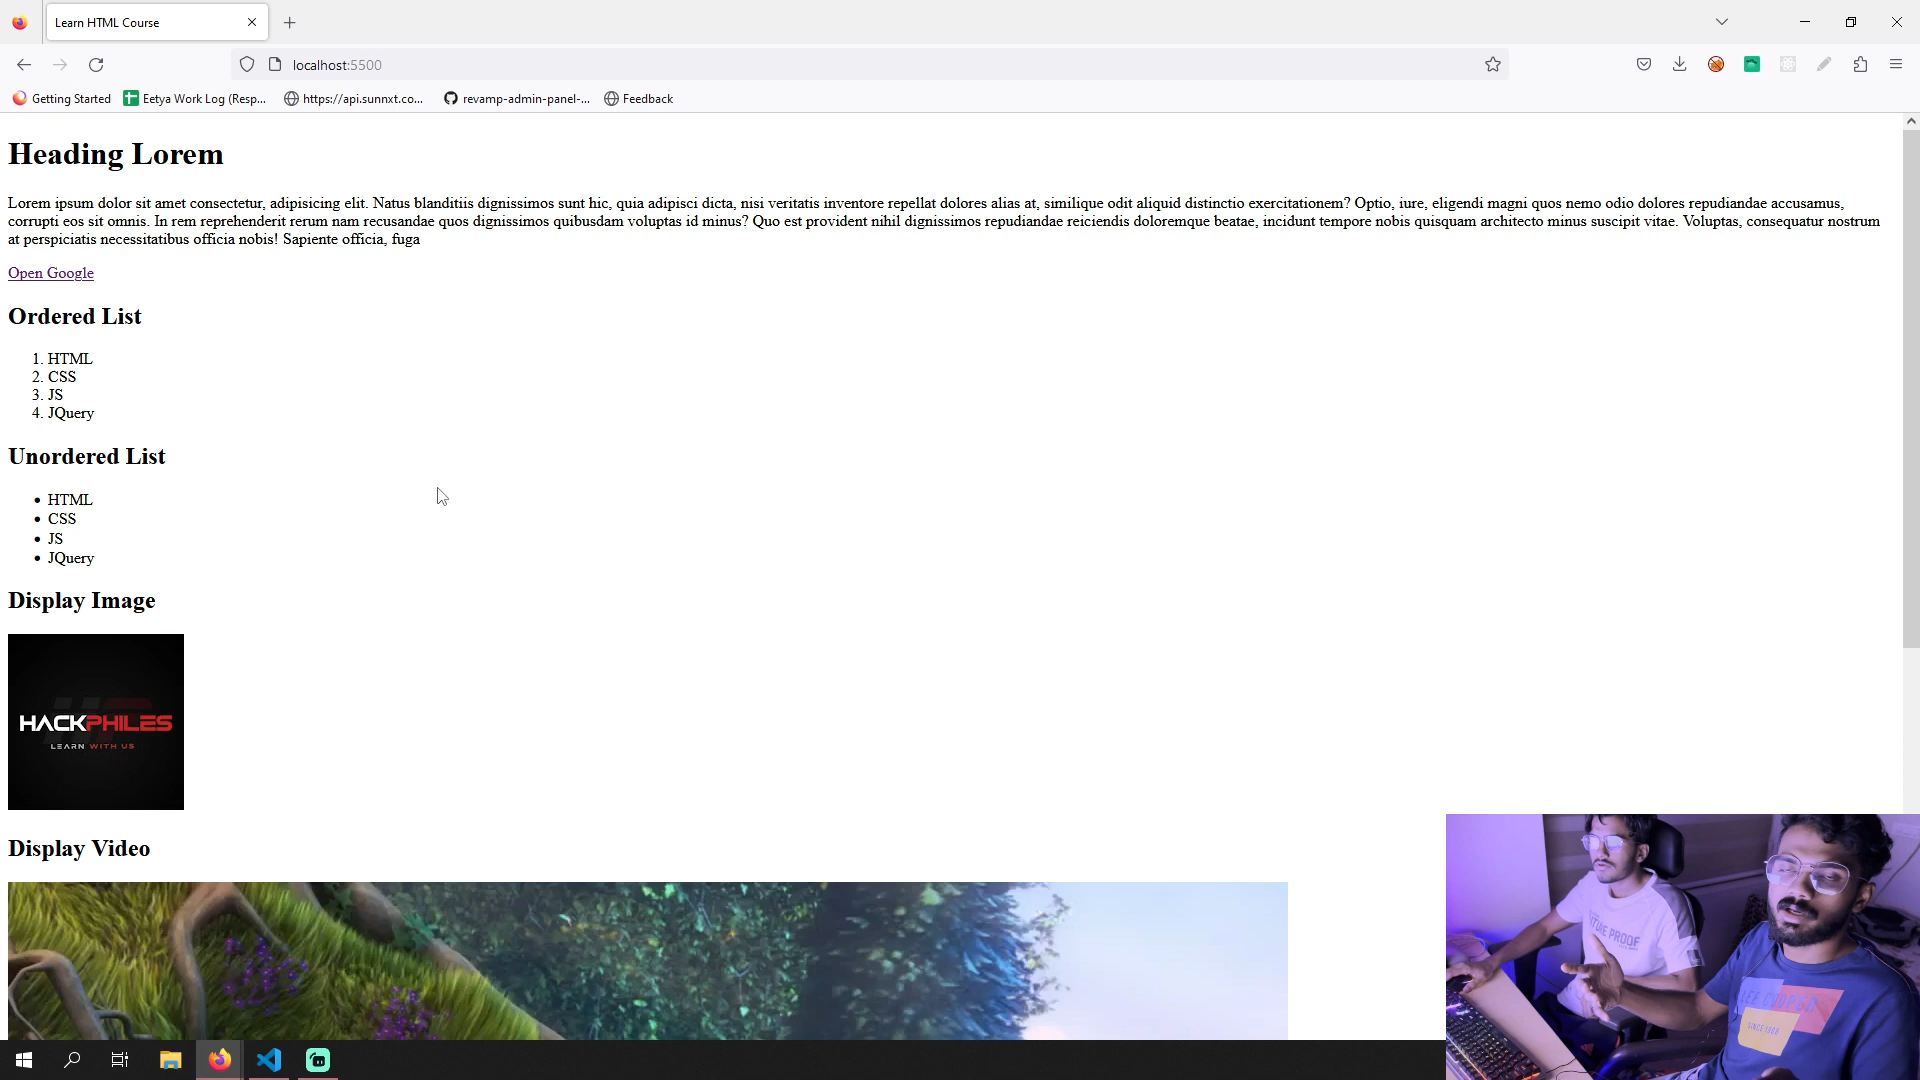 Learn HTML Course
localhost:5500
Getting Started
Eetya Work Log (Resp...
https://api.sunnxt.co...
revamp-admin-panel-...
Feedback
Heading Lorem
Lorem ipsum dolor sit amet consectetur, adipisicing elit. Natus blanditiis dignissimos sunt hic, quia adipisci dicta, nisi veritatis inventore repellat dolores alias at, similique odit aliquid distinctio exercitationem? Optio, iure, eligendi magni quos nemo odio dolores repudiandae accusamus,
corrupti eos sit omnis. In rem reprehenderit rerum nam recusandae quos dignissimos quibusdam voluptas id minus? Quo est provident nihil dignissimos repudiandae reiciendis doloremque beatae, incidunt tempore nobis quisquam architecto minus suscipit vitae. Voluptas, consequatur nostrum
at perspiciatis necessitatibus officia nobis! Sapiente officia, fuga
Open Google
Ordered List
1. HTML
2. CSS
3. JS
4. JQuery
Unordered List
• HTML
• CSS
• JS
• JQuery
Display Image
HACKPHILES
LEARN WITH US
Display Video
LEE COOPER
SINCE 1908